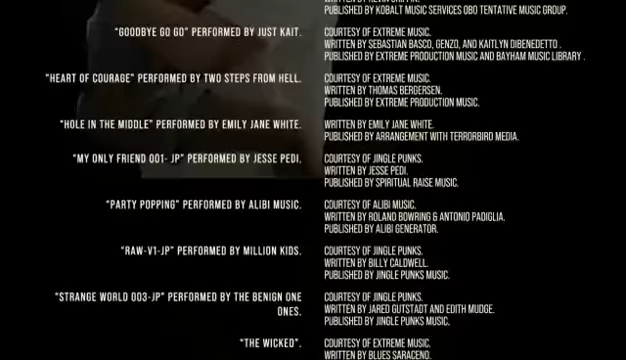 PUBLISHED BY KOBALT MUSIC SERVICES OBO TENTATIVE MUSIC GROUP.
"GOODBYE GO GO" PERFORMED BY JUST KAIT.
COURTESY OF EXTREME MUSIC.
WRITTEN BY SEBASTIAN BASCO, GENZO, AND KAITLYN DIBENEDETTO .
PUBLISHED BY EXTREME PRODUCTION MUSIC AND BAYHAM MUSIC LIBRARY .
"HEART OF COURAGE" PERFORMED BY TWO STEPS FROM HELL.
COURTESY OF EXTREME MUSIC.
WRITTEN BY THOMAS BERGERSEN.
PUBLISHED BY EXTREME PRODUCTION MUSIC.
"HOLE IN THE MIDDLE" PERFORMED BY EMILY JANE WHITE.
WRITTEN BY EMILY JANE WHITE.
PUBLISHED BY ARRANGEMENT WITH TERRORBIRD MEDIA.
"MY ONLY FRIEND 001- JP" PERFORMED BY JESSE PEDI.
COURTESY OF JINGLE PUNKS.
WRITTEN BY JESSE PEDI.
PUBLISHED BY SPIRITUAL RAISE MUSIC.
"PARTY POPPING" PERFORMED BY ALIBI MUSIC.
COURTESY OF ALIBI MUSIC.
WRITTEN BY ROLAND BOWRING & ANTONIO PADIGLIA.
PUBLISHED BY ALIBI GENERATOR.
"RAW-V1-JP" PERFORMED BY MILLION KIDS.
COURTESY OF JINGLE PUNKS.
WRITTEN BY BILLY CALDWELL.
PUBLISHED BY JINGLE PUNKS MUSIC.
"STRANGE WORLD 003-JP" PERFORMED BY THE BENIGN ONE
ONES.
COURTESY OF JINGLE PUNKS.
WRITTEN BY JARED GUTSTADT AND EDITH MUDGE.
PUBLISHED BY JINGLE PUNKS MUSIC.
"THE WICKED".
COURTESY OF EXTREME MUSIC.
WRITTEN BY BLUES SARACENO.